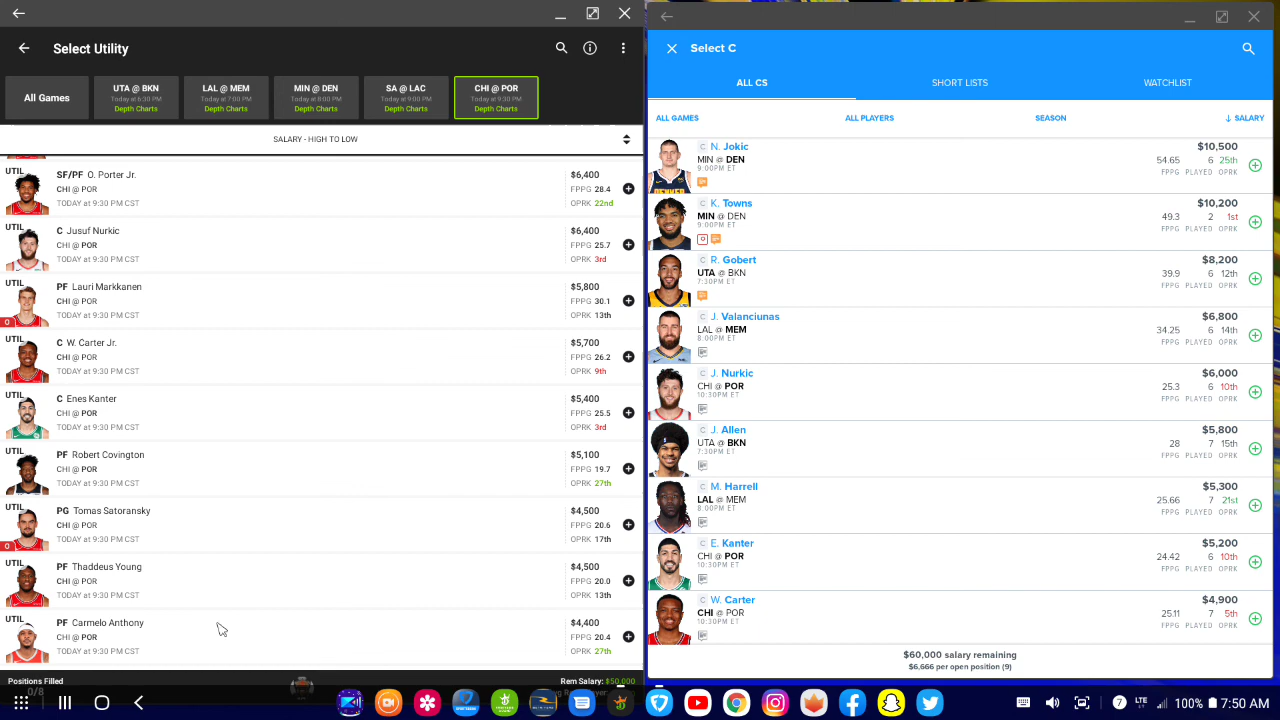 Select Utility
All Games
UTA @ BKN
Today at 6:30 PM
Depth Charts
LAL @ MEM
Today at 7:00 PM
Depth Charts
MIN @ DEN
Today at 8:00 PM
Depth Charts
SA @ LAC
Today at 9:00 PM
Depth Charts
CHI @ POR
Today at 9:30 PM
Depth Charts
SALARY - HIGH TO LOW
UTIL
SF/PF O. Porter Jr.
CHI @ POR
TODAY at 9:30 PM CST
$6,400
FPPG 28.4
OPRK 22nd
UTIL
C Jusuf Nurkic
CHI @ POR
TODAY at 9:30 PM CST
$6,400
FPPG 25.7
OPRK 3rd
UTIL
O
PF Lauri Markkanen
CHI @ POR
TODAY at 9:30 PM CST
$5,800
FPPG 30.1
OPRK 13th
UTIL
C W. Carter Jr.
CHI @ POR
TODAY at 9:30 PM CST
$5,700
FPPG 26.2
OPRK 9th
UTIL
C Enes Kanter
CHI @ POR
TODAY at 9:30 PM CST
$5,400
FPPG 25.5
OPRK 3rd
UTIL
PF Robert Covington
CHI @ POR
TODAY at 9:30 PM CST
$5,100
FPPG 19.7
OPRK 27th
UTIL
O
PG Tomas Satoransky
CHI @ POR
TODAY at 9:30 PM CST
$4,500
FPPG 20.6
OPRK 17th
UTIL
PF Thaddeus Young
CHI @ POR
TODAY at 9:30 PM CST
$4,500
FPPG 20.0
OPRK 13th
UTIL
PF Carmelo Anthony
CHI @ POR
TODAY at 9:30 PM CST
$4,400
FPPG 20.4
OPRK 27th
Positions Filled
0/8
Rem Salary: $50,000
Select C
ALL CS
SHORT LISTS
WATCHLIST
ALL GAMES
ALL PLAYERS
SEASON
SALARY
C N. Jokic
MIN @ DEN
9:00PM ET
$10,500
54.65 6 25th
FPPG PLAYED OPRK
C K. Towns
MIN @ DEN
9:00PM ET
O
$10,200
49.3 2 1st
FPPG PLAYED OPRK
C R. Gobert
UTA @ BKN
7:30PM ET
$8,200
39.9 6 12th
FPPG PLAYED OPRK
C J. Valanciunas
LAL @ MEM
8:00PM ET
$6,800
34.25 6 14th
FPPG PLAYED OPRK
C J. Nurkic
CHI @ POR
10:30PM ET
$6,000
25.3 6 10th
FPPG PLAYED OPRK
C J. Allen
UTA @ BKN
7:30PM ET
$5,800
28 7 15th
FPPG PLAYED OPRK
C M. Harrell
LAL @ MEM
8:00PM ET
$5,300
25.66 7 21st
FPPG PLAYED OPRK
C E. Kanter
CHI @ POR
10:30PM ET
$5,200
24.42 6 10th
FPPG PLAYED OPRK
C W. Carter
CHI @ POR
10:30PM ET
$4,900
25.11 7 5th
FPPG PLAYED OPRK
$60,000 salary remaining
$6,666 per open position (9)
7
LTE
100%
7:50 AM